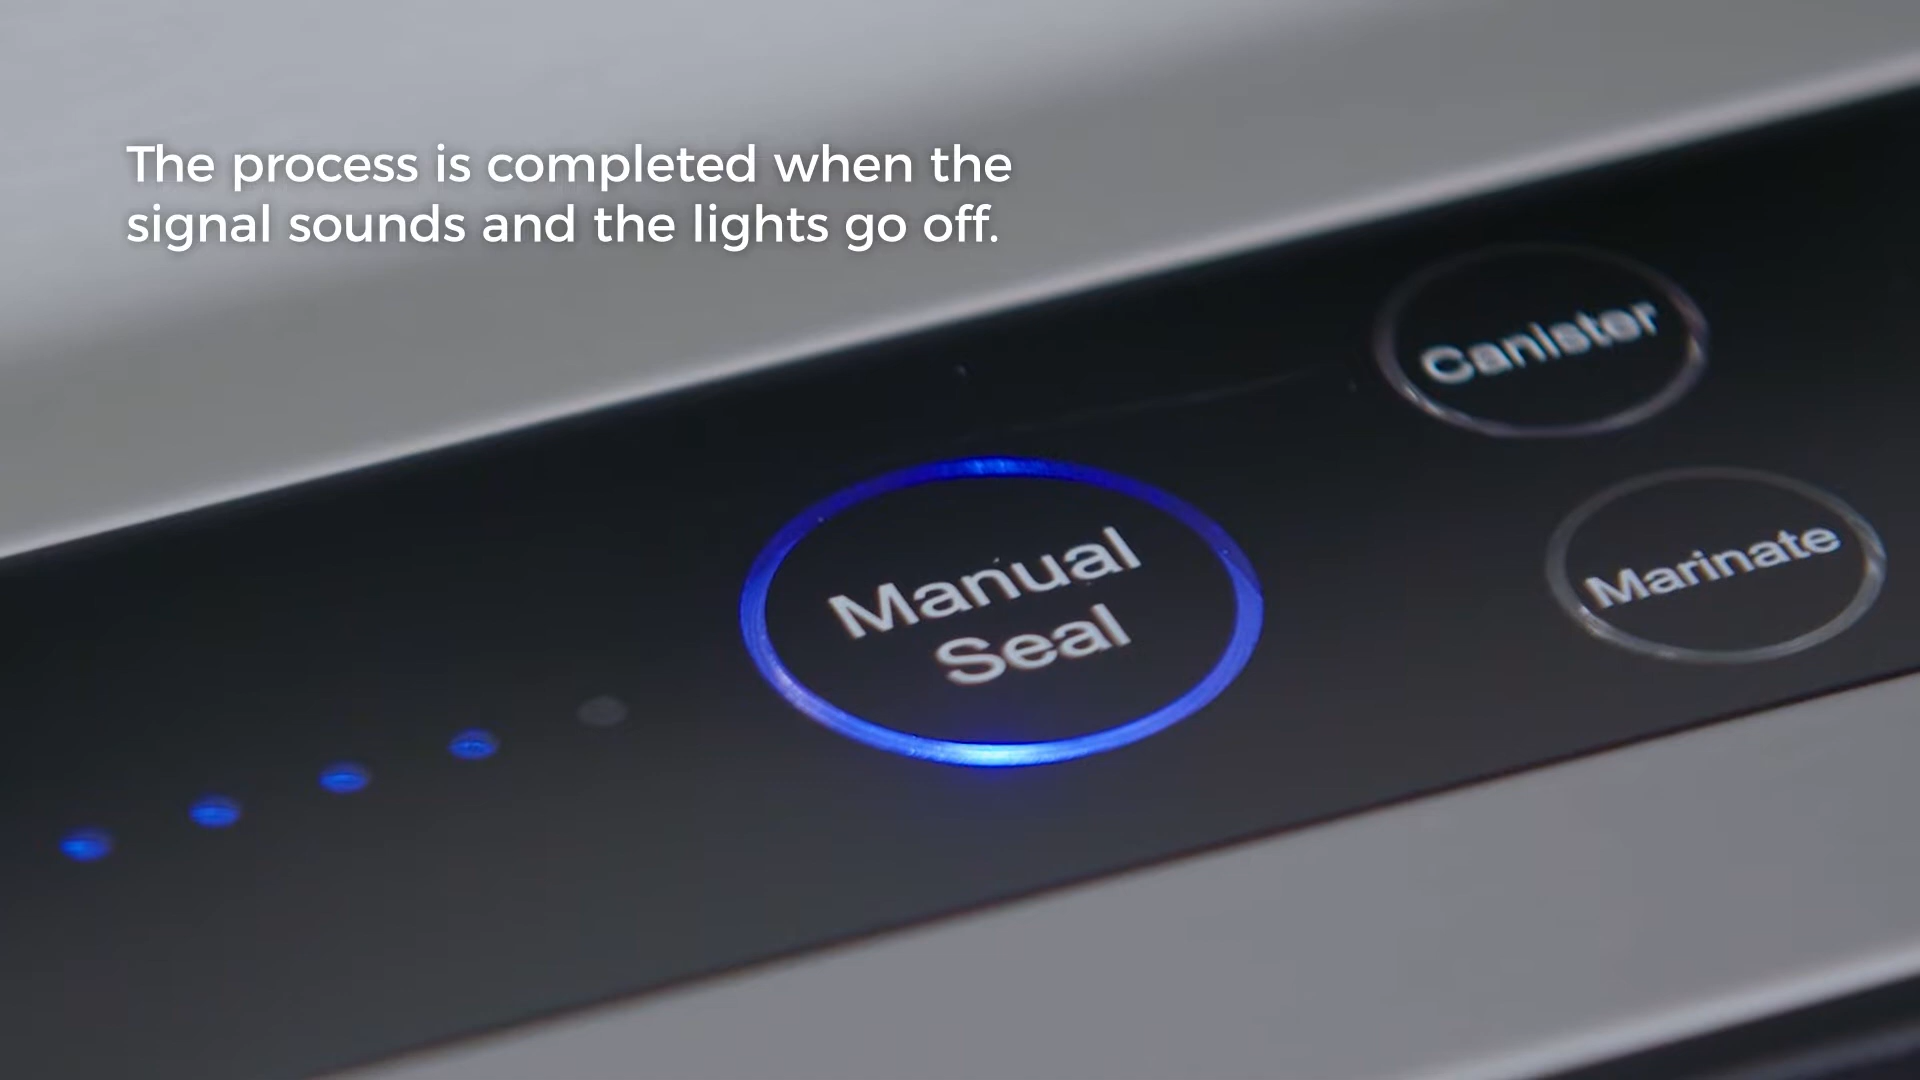 The process is completed when the
signal sounds and the lights go off.
Canister
Manual
Seal
Marinate